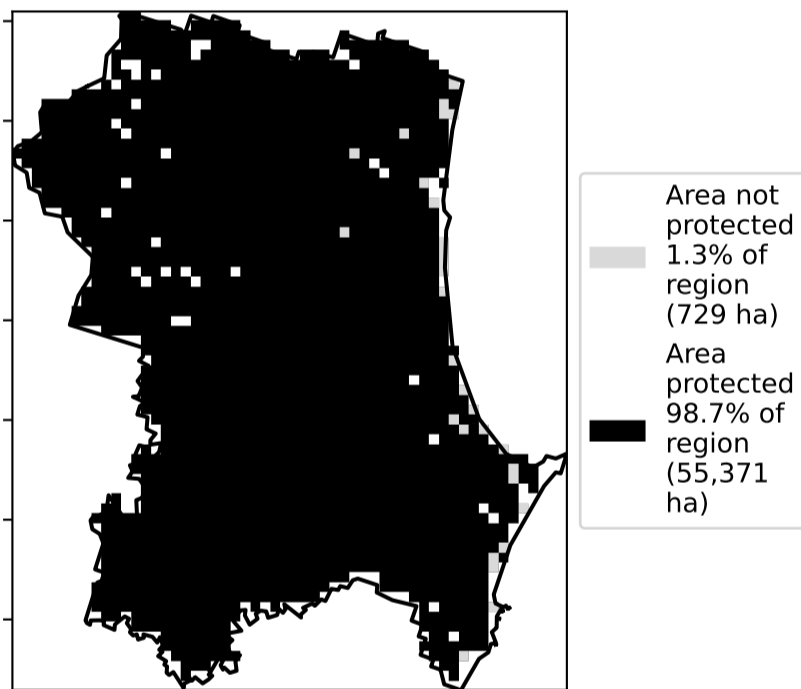 Area not
protected
1.3% of
region
(729 ha)
Area
protected
98.7% of
region
(55,371
ha)